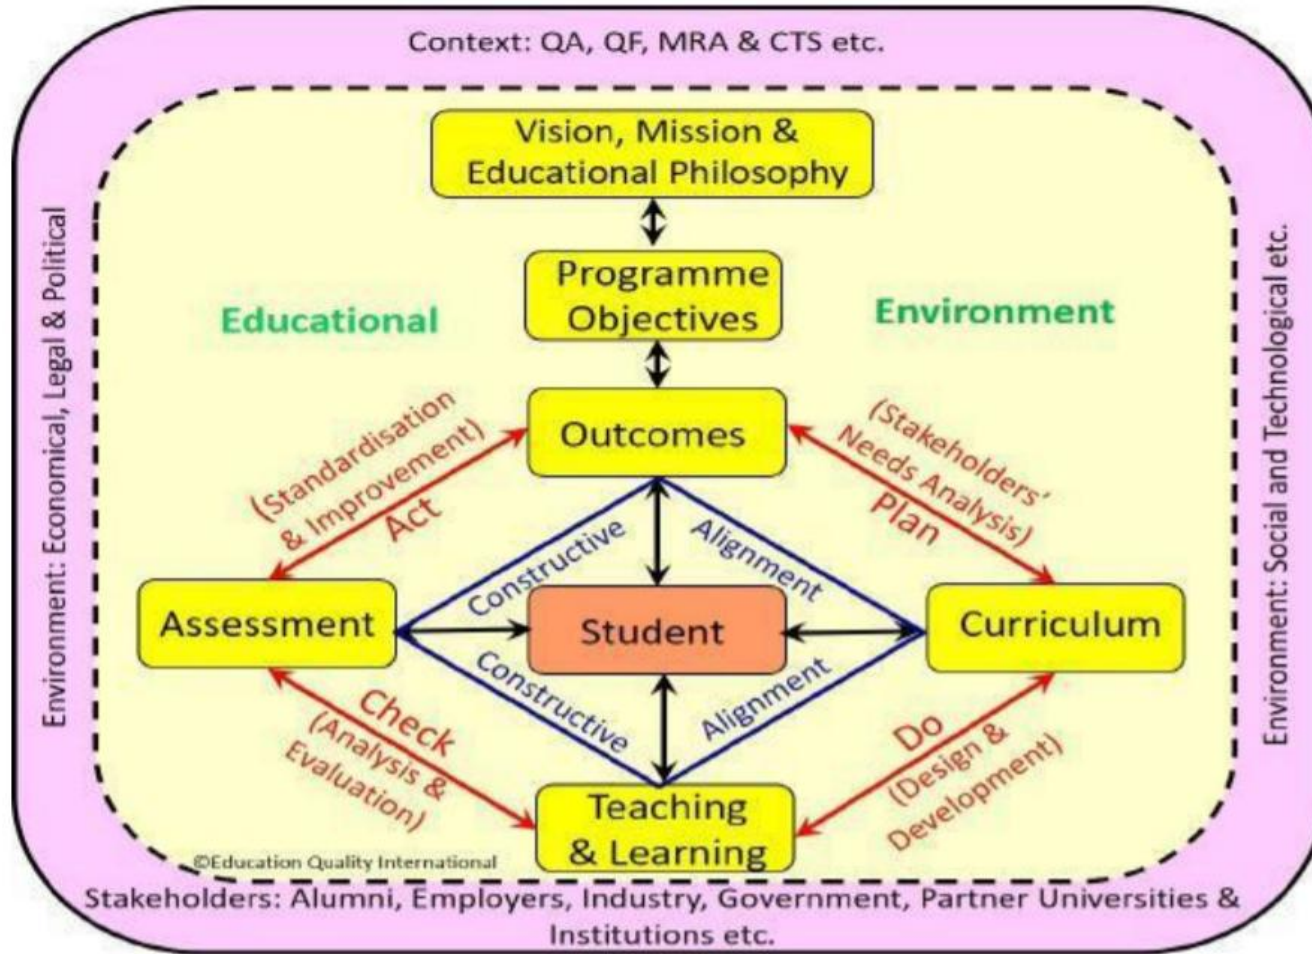 Context: QA, QF, MRA & CTS etc.
Vision, Mission &
Educational Philosophy
Programme
Objectives
Educational
Environment
Environment: Economical, Legal & Political
Environment: Social and Technological etc.
Outcomes
(Standardisation
& Improvement)
Act
(Stakeholders'
Needs Analysis)
Plan
Constructive
Alignment
Assessment
Student
Curriculum
Constructive
Alignment
Check
(Analysis &
Evaluation)
Do
(Design &
Development)
Teaching
& Learning
©Education Quality International
Stakeholders: Alumni, Employers, Industry, Government, Partner Universities &
Institutions etc.